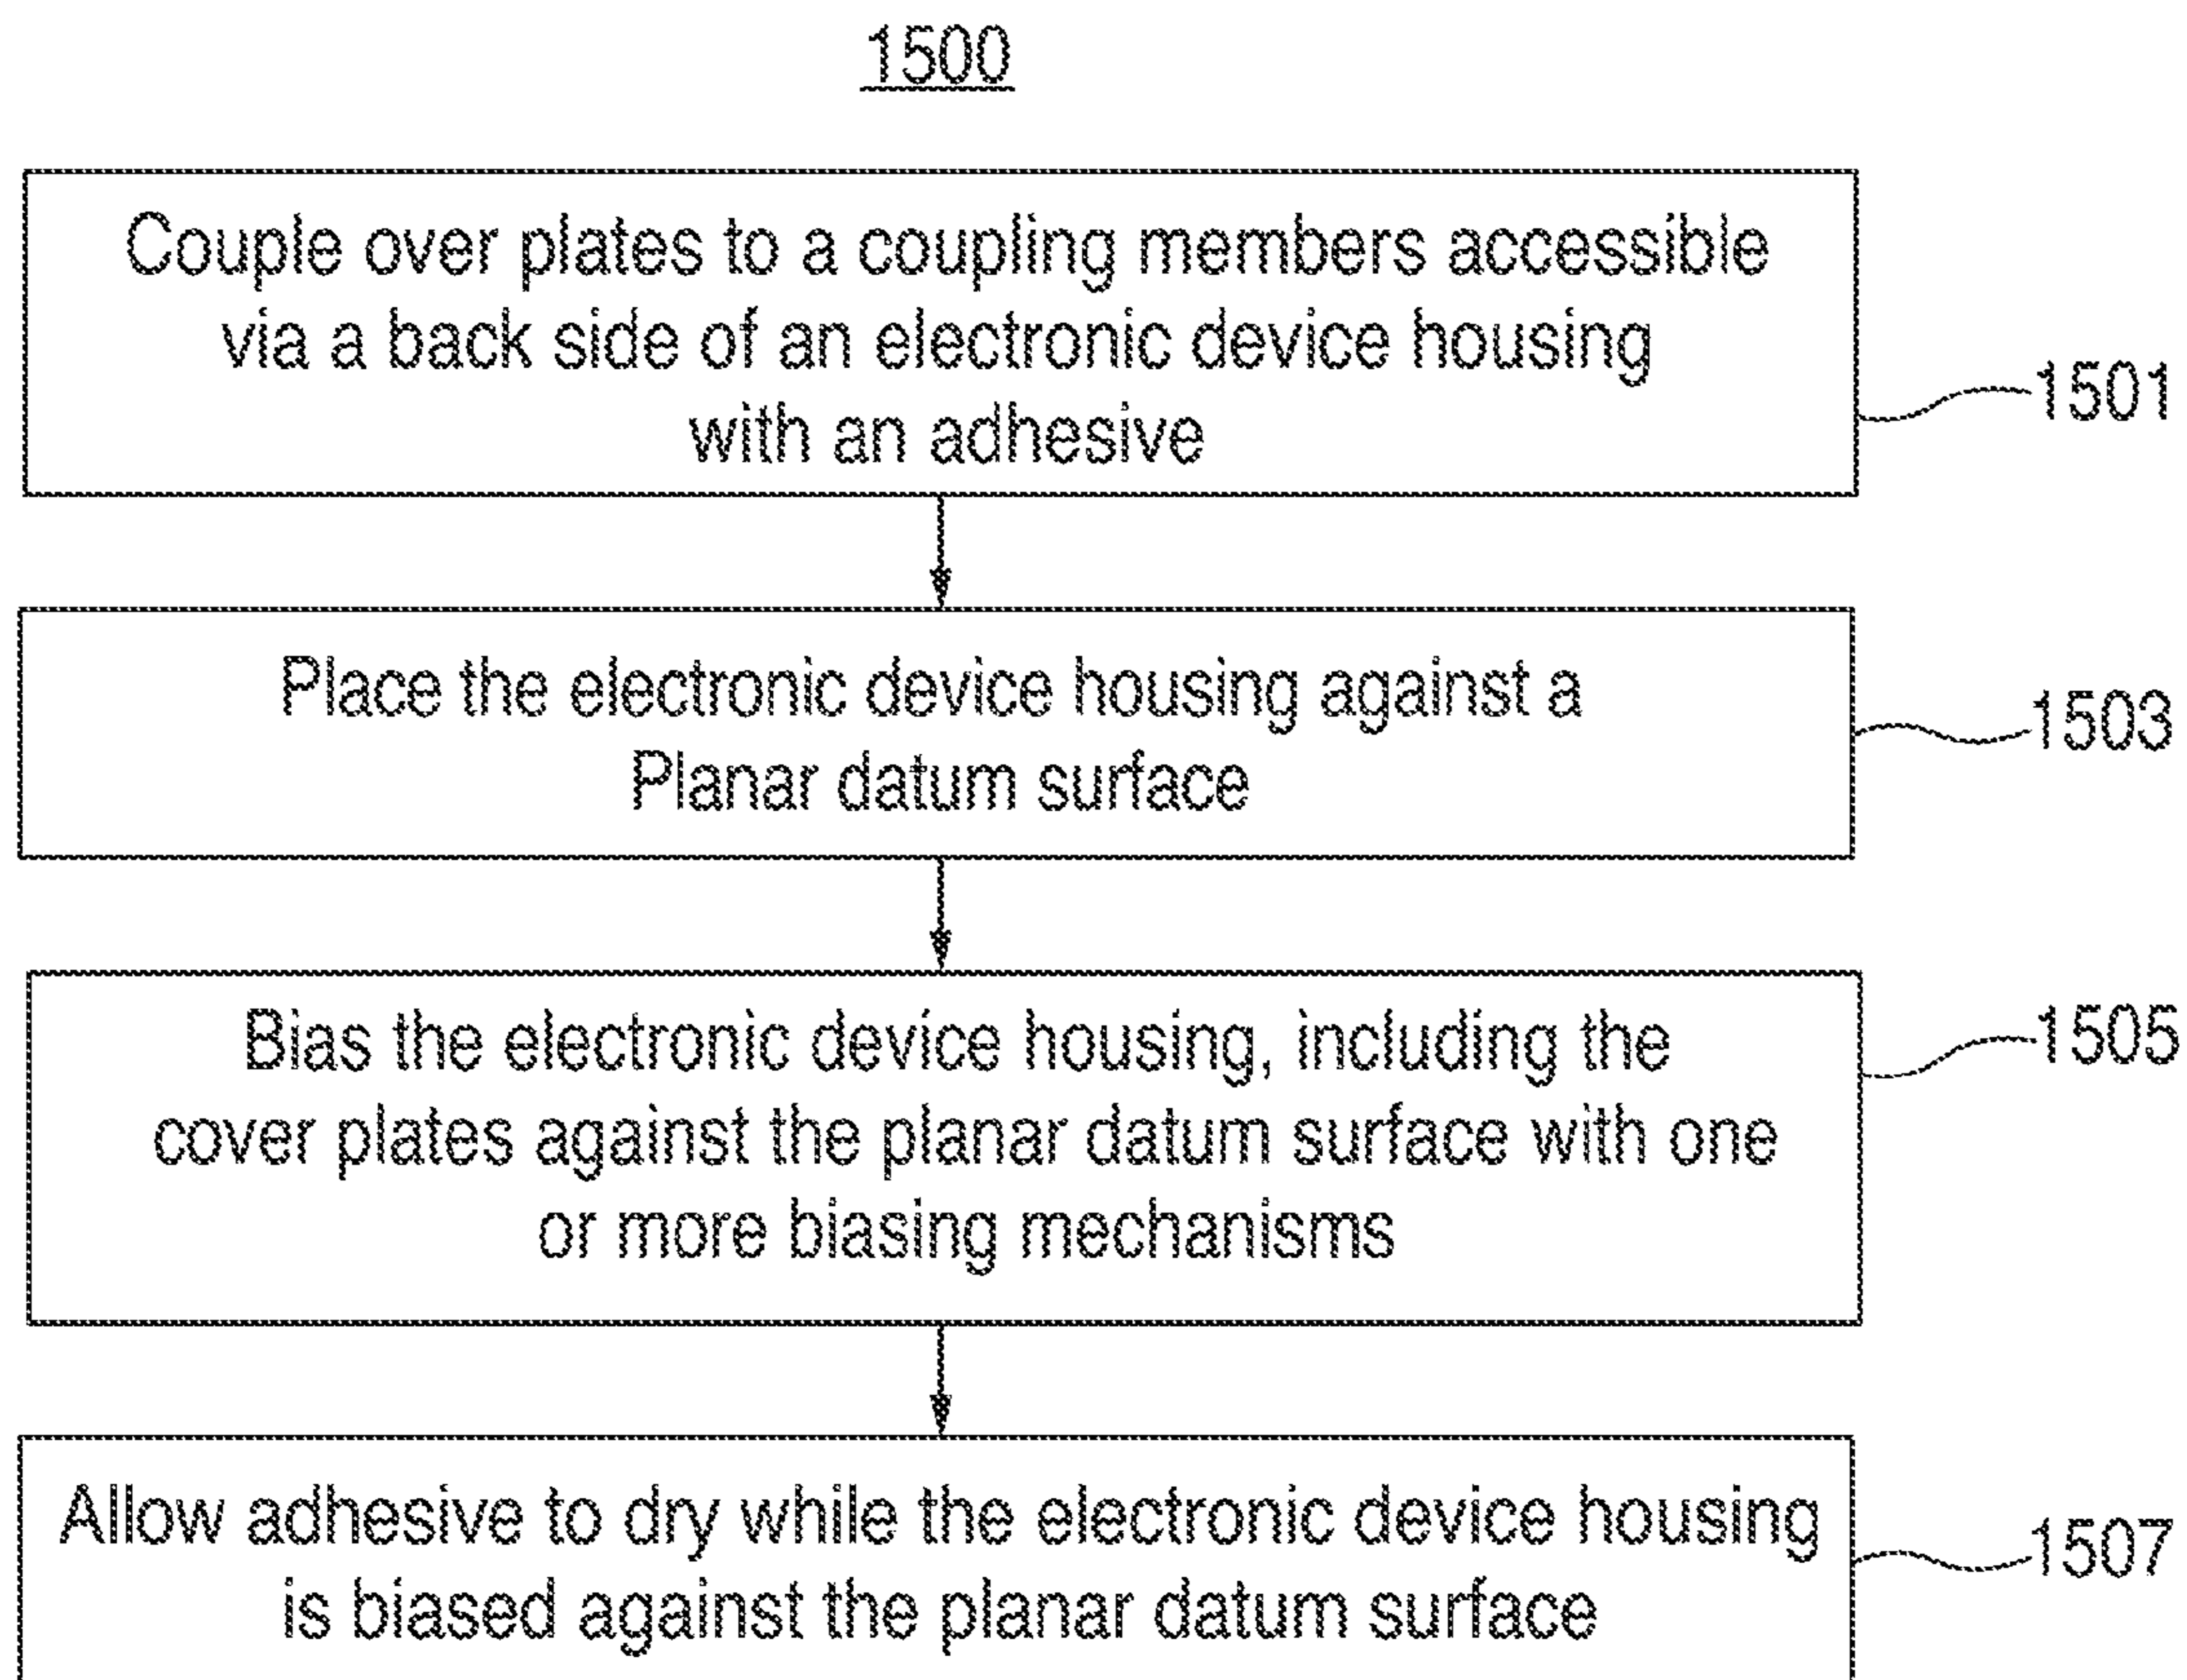 1500
Couple over plates to a coupling members accessible
via a back side of an electronic device housing
with an adhesive
1501
Place the electronic device housing against a
Planar datum surface
1503
Bias the electronic device housing, including the
cover plates against the planar datum surface with one
or more biasing mechanisms
1505
Allow adhesive to dry while the electronic device housing
is biased against the planar datum surface
1507